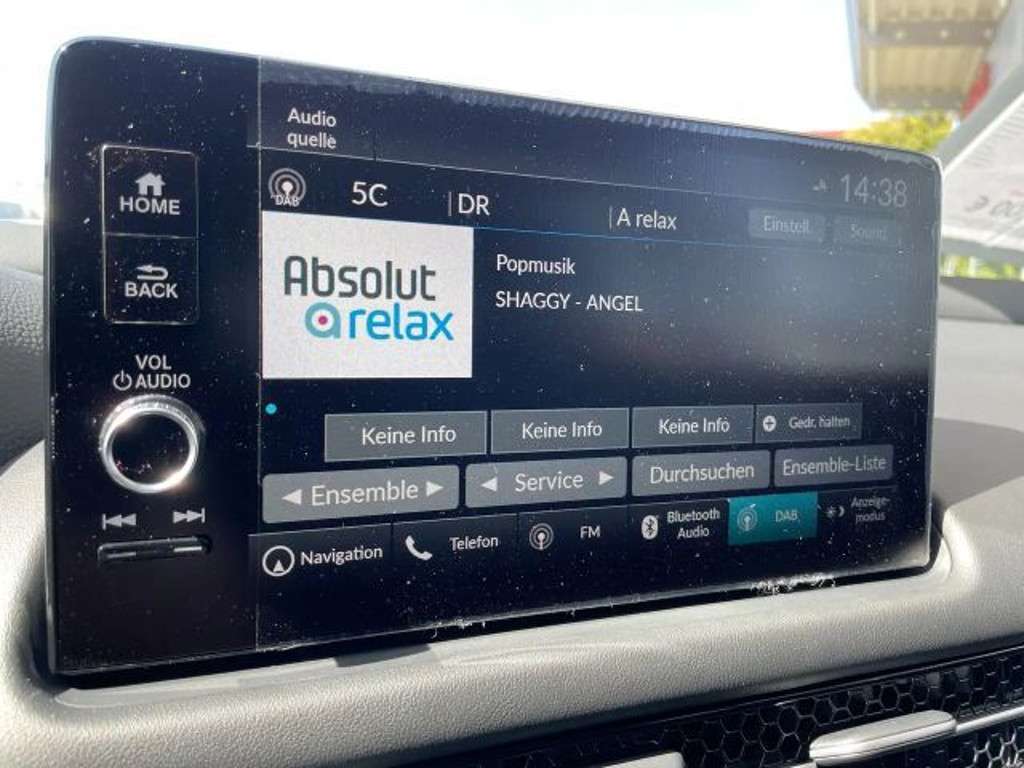 Audio
quelle
DAB 5C DR A relax 14:38
Einstell. Sound
HOME
BACK
Absolut
a relax
Popmusik
SHAGGY - ANGEL
VOL
AUDIO
Keine Info Keine Info Keine Info Gedr. halten
Ensemble Service Durchsuchen Ensemble-Liste
Navigation Telefon FM Bluetooth
Audio
DAB Anzeige-
modus